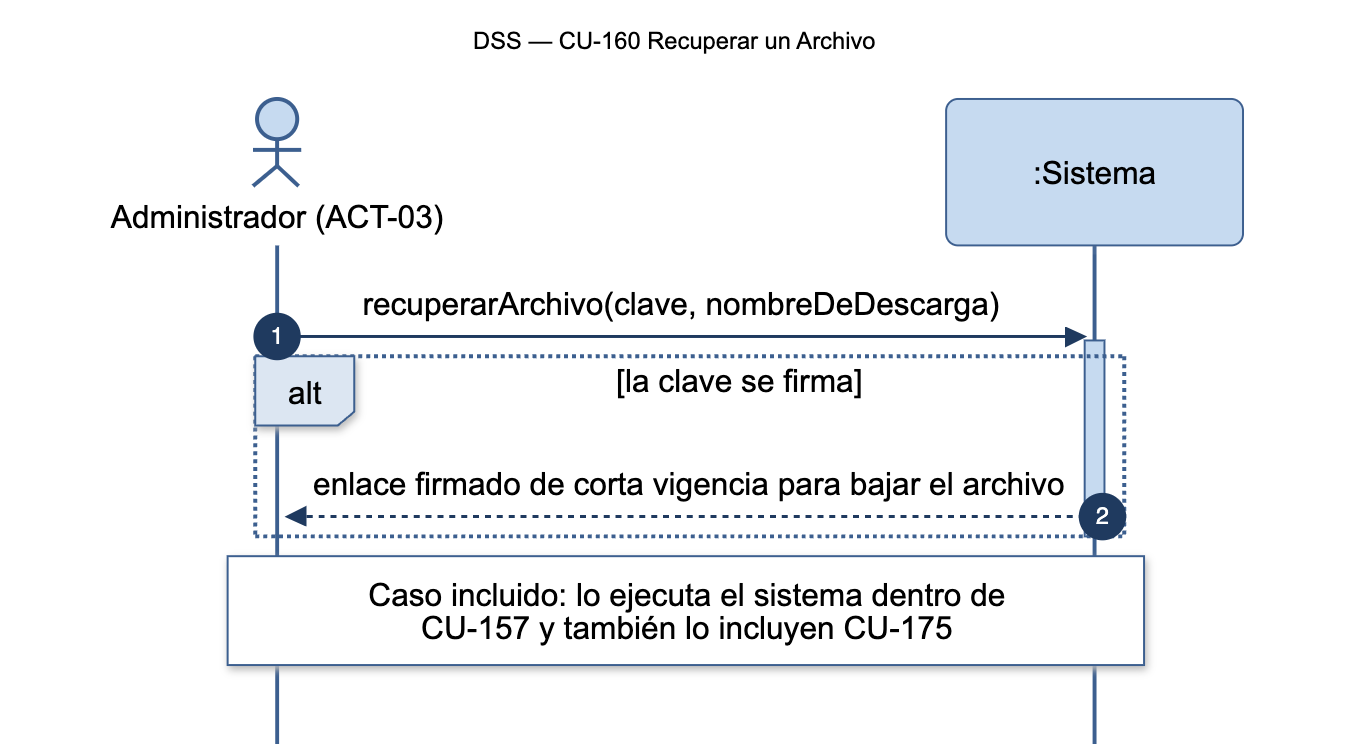 DSS — CU-160 Recuperar un Archivo
Administrador (ACT-03)
:Sistema
recuperarArchivo(clave, nombreDeDescarga)
1
alt
[la clave se firma]
enlace firmado de corta vigencia para bajar el archivo
2
Caso incluido: lo ejecuta el sistema dentro de
CU-157 y también lo incluyen CU-175